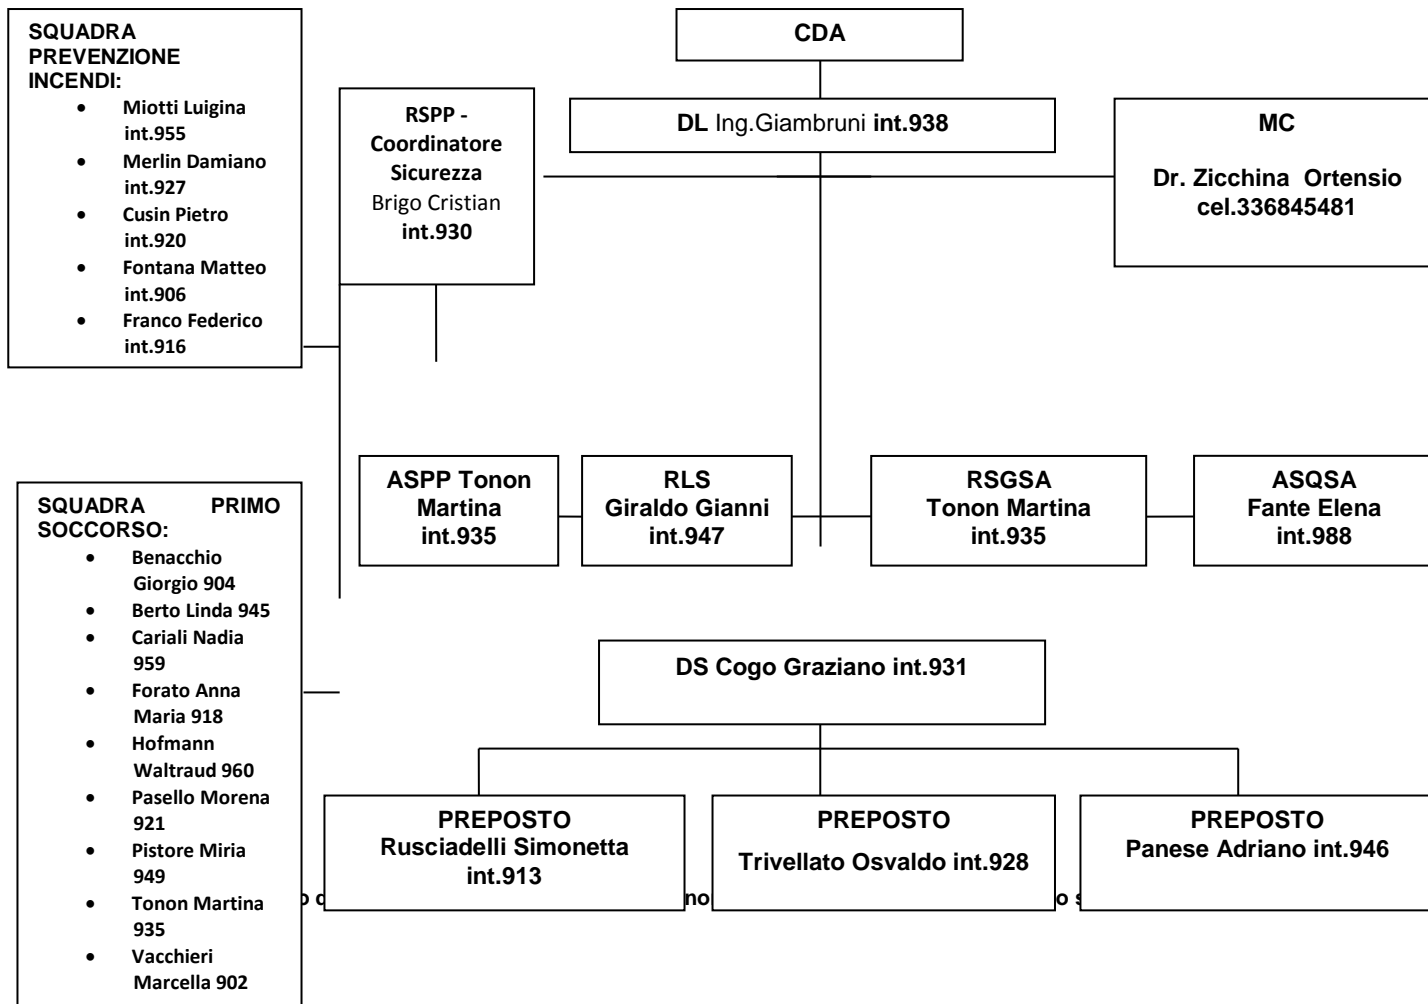 SQUADRA
PREVENZIONE
INCENDI:
• Miotti Luigina
int.955
• Merlin Damiano
int.927
• Cusin Pietro
int.920
• Fontana Matteo
int.906
• Franco Federico
int.916
CDA
RSPP -
Coordinatore
Sicurezza
Brigo Cristian
int.930
DL Ing.Giambruni int.938
MC
Dr. Zicchina Ortensio
cel.336845481
ASPP Tonon
Martina
int.935
RLS
Giraldo Gianni
int.947
RSGSA
Tonon Martina
int.935
ASQSA
Fante Elena
int.988
SQUADRA PRIMO
SOCCORSO:
• Benacchio
Giorgio 904
• Berto Linda 945
• Cariali Nadia
959
• Forato Anna
Maria 918
• Hofmann
Waltraud 960
• Pasello Morena
921
• Pistore Miria
949
• Tonon Martina
935
• Vacchieri
Marcella 902
DS Cogo Graziano int.931
PREPOSTO
Rusciadelli Simonetta
int.913
PREPOSTO
Trivellato Osvaldo int.928
PREPOSTO
Panese Adriano int.946